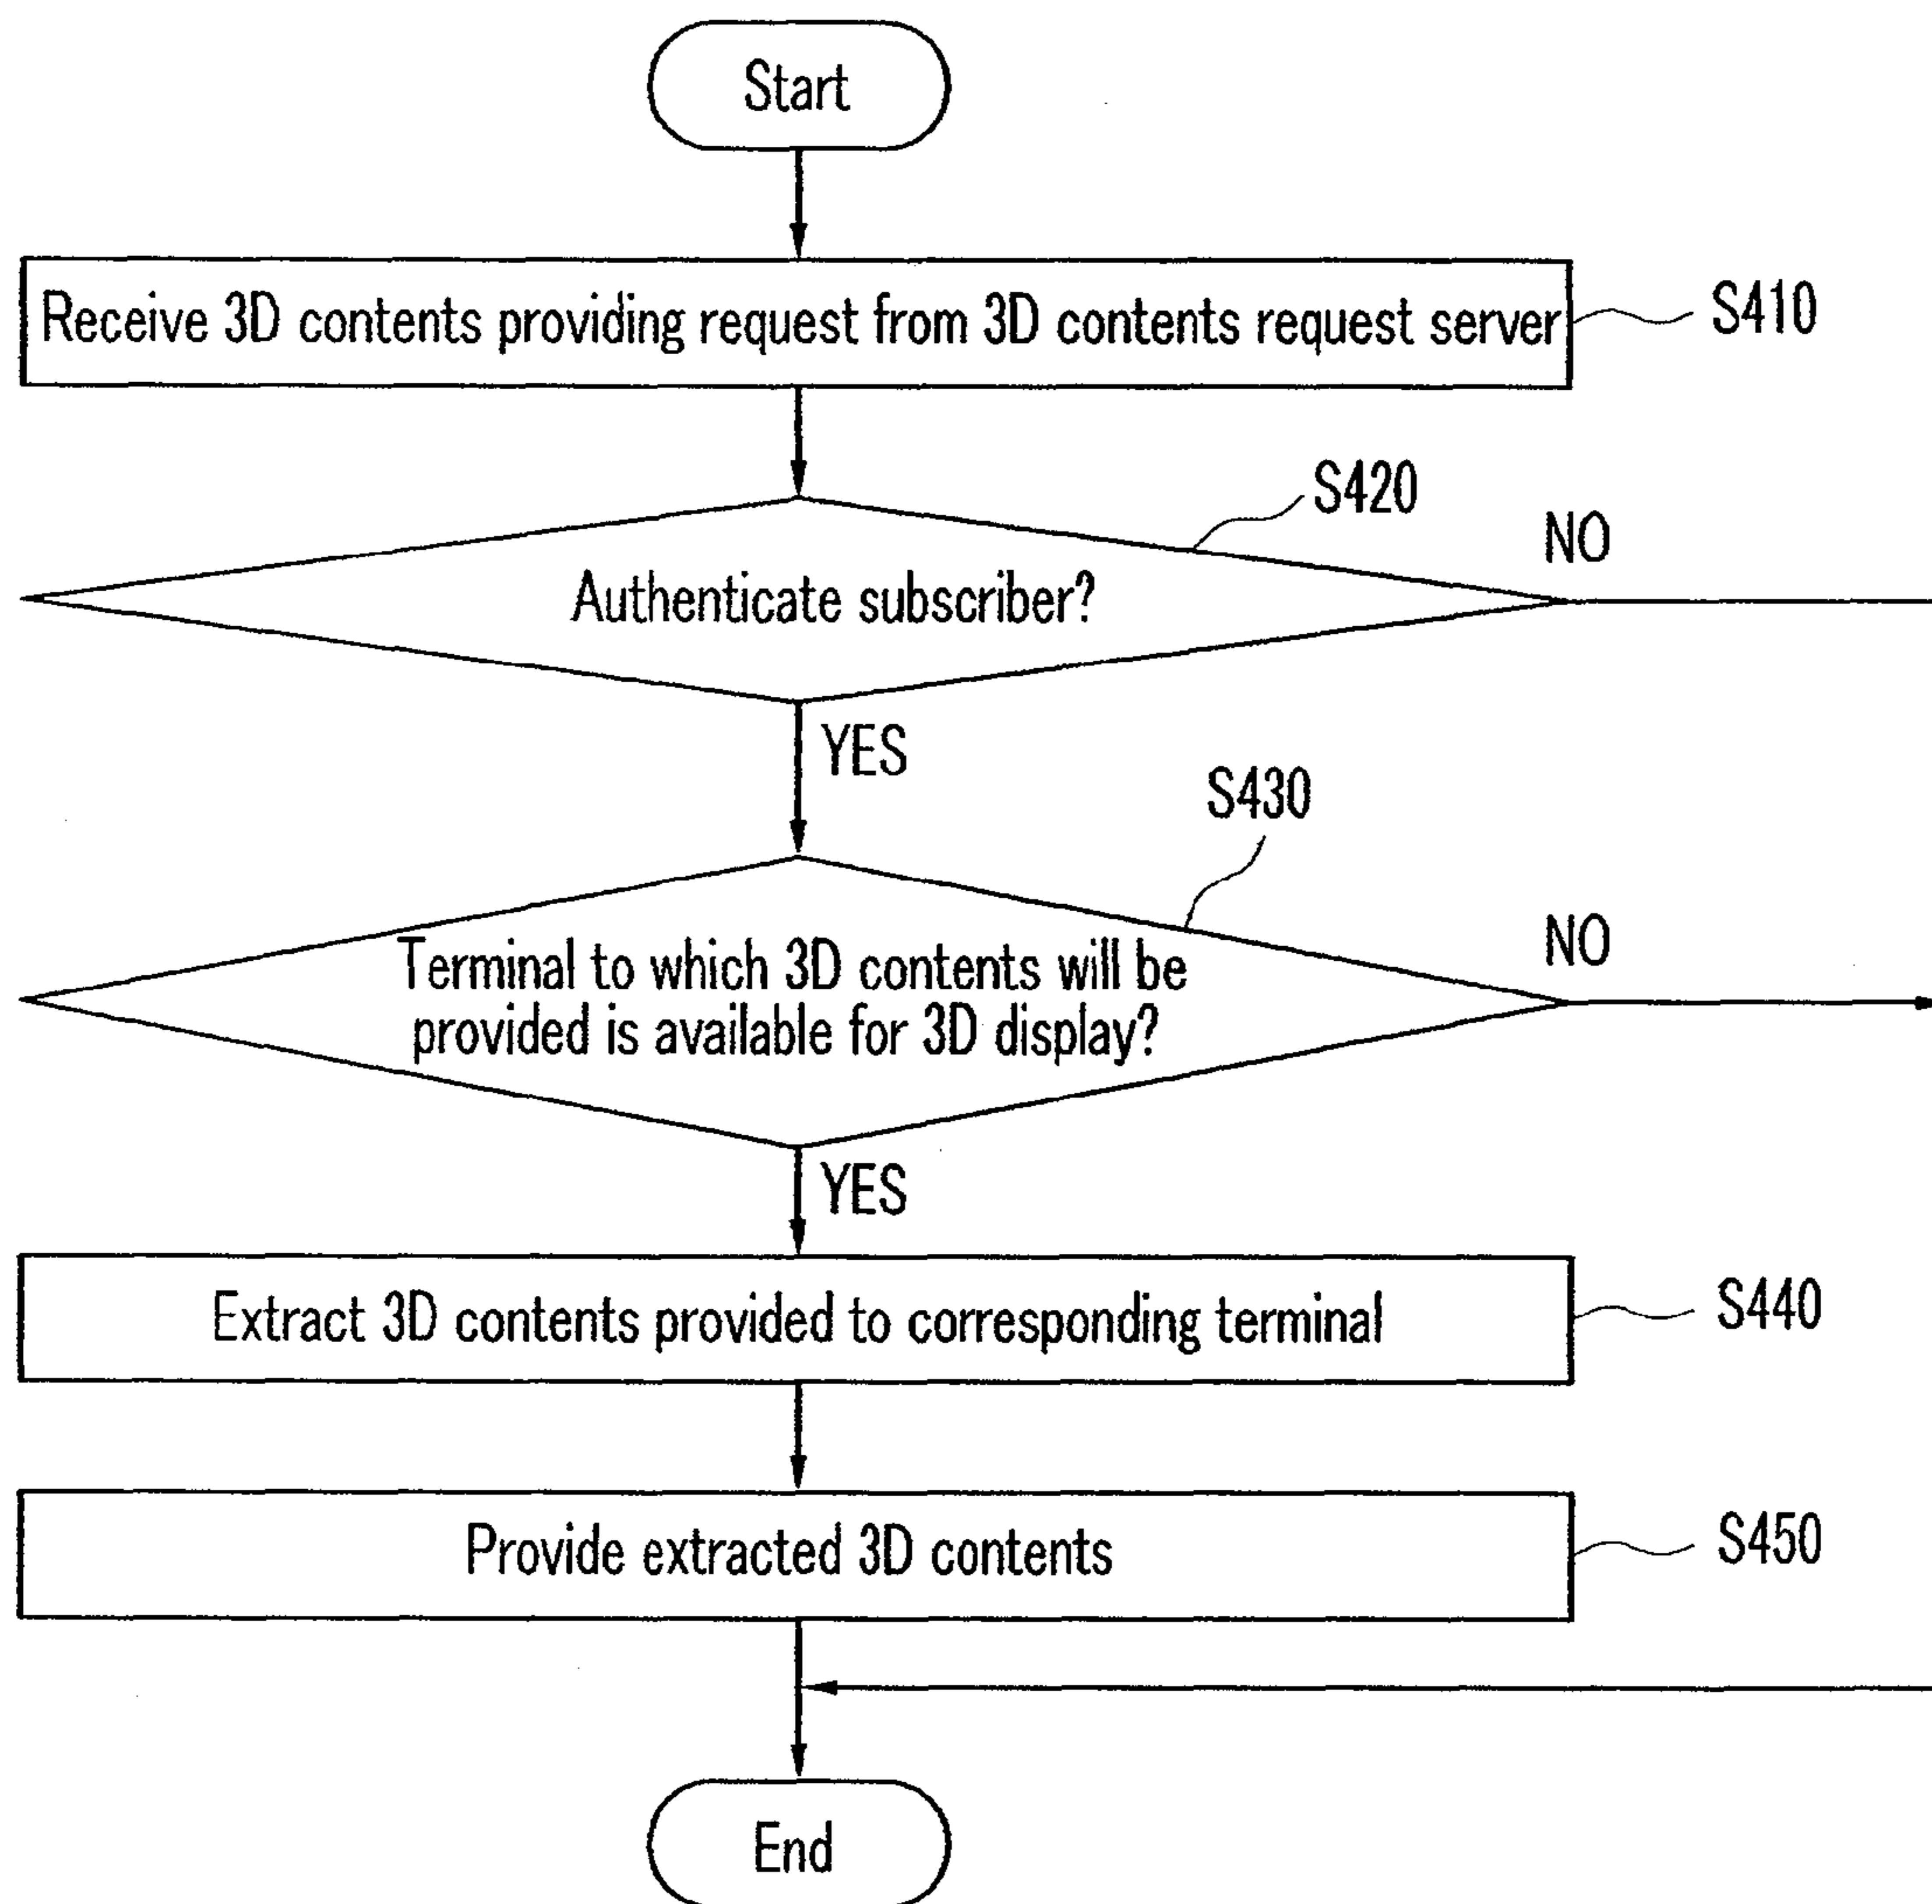 Start
Receive 3D contents providing request from 3D contents request server
S410
S420
NO
Authenticate subscriber?
YES
S430
NO
Terminal to which 3D contents will be
provided is available for 3D display?
YES
Extract 3D contents provided to corresponding terminal
S440
Provide extracted 3D contents
S450
End